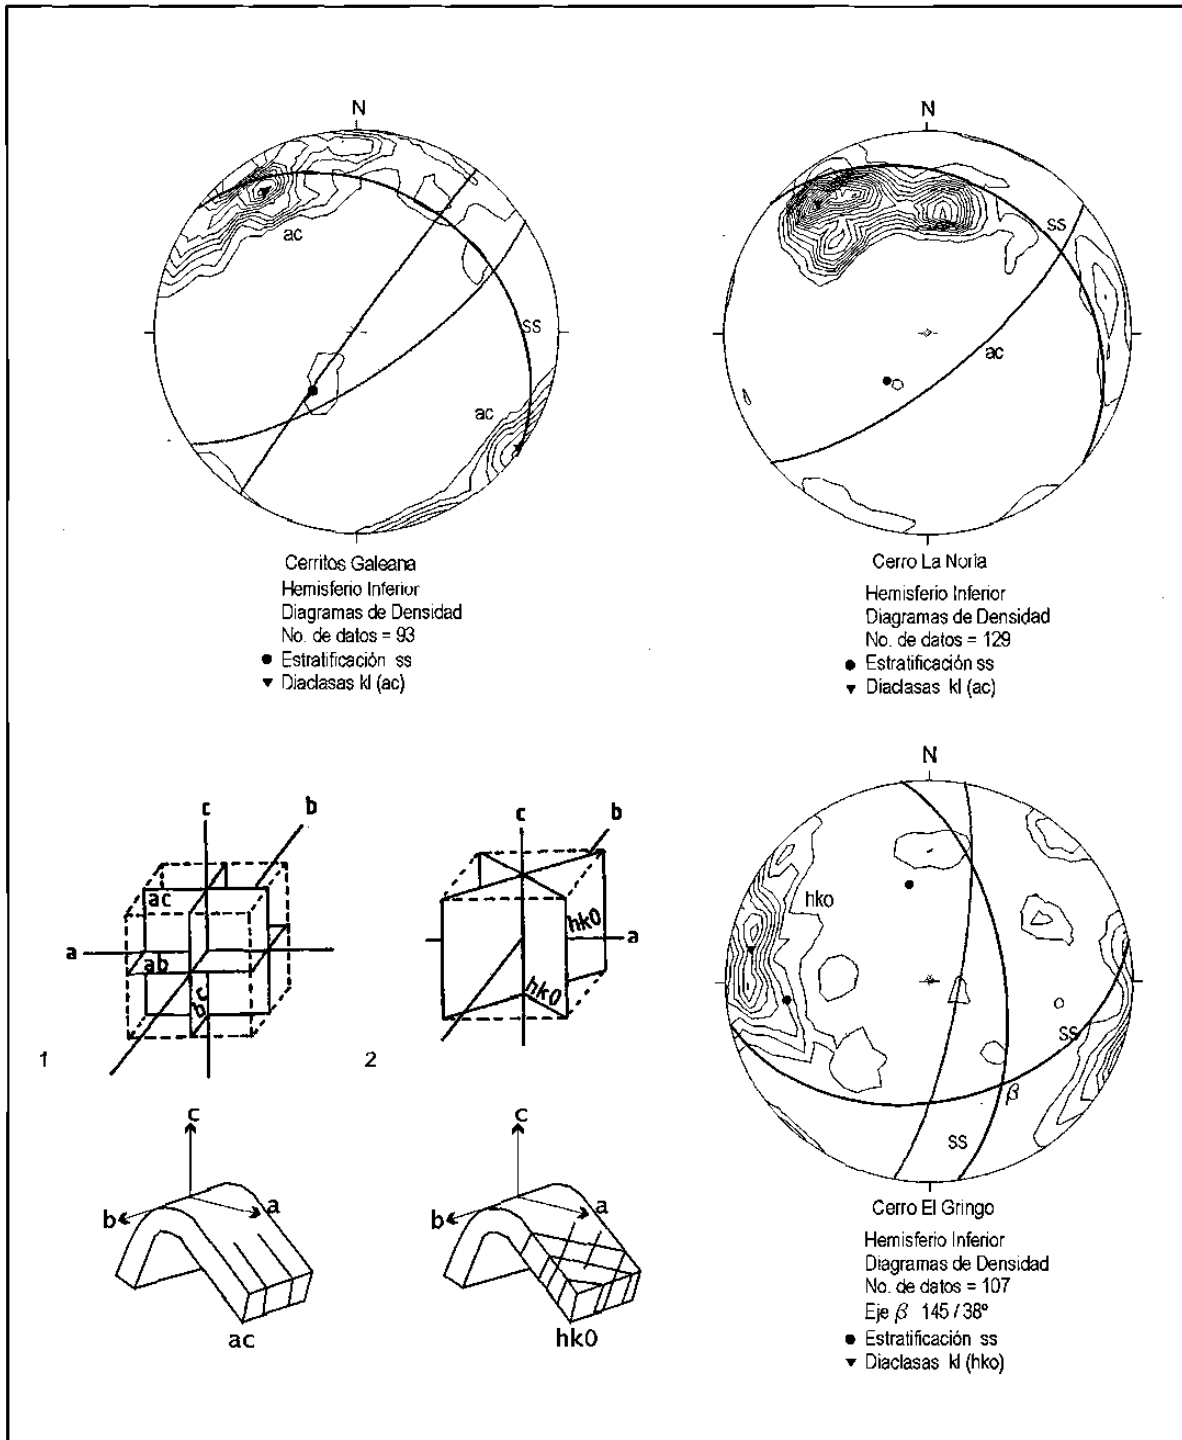 N
ac
ss
ac
Cerritos Galeana
Hemisferio Inferior
Diagramas de Densidad
No. de datos = 93
Estratificación ss
Diaclasas kl (ac)
N
ss
ac
Cerro La Noria
Hemisferio Inferior
Diagramas de Densidad
No. de datos = 129
Estratificación ss
Diaclasas kl (ac)
c
b
ac
a
ab
bc
1
c
b
hk0
a
hk0
2
c
b
a
ac
c
b
a
hk0
N
hko
ss
β
ss
Cerro El Gringo
Hemisferio Inferior
Diagramas de Densidad
No. de datos = 107
Eje β 145 / 38º
Estratificación ss
Diaclasas kl (hko)